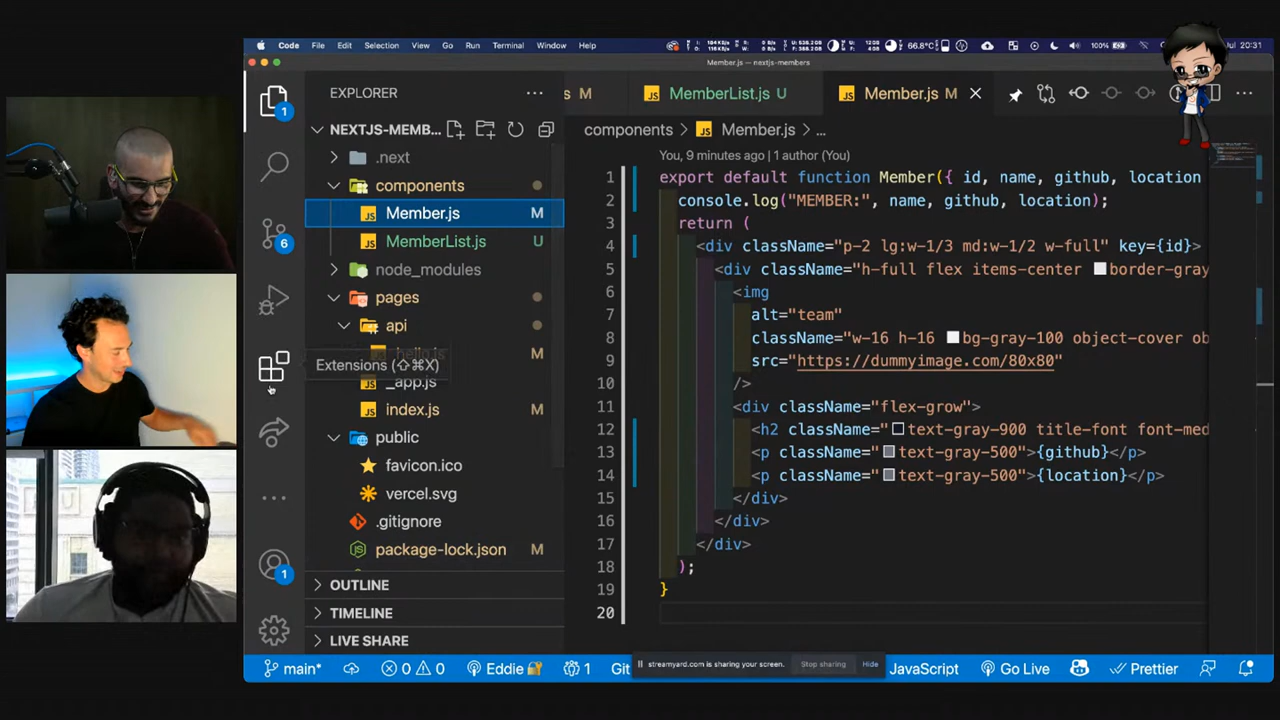 Code File Edit Selection View Go Run Terminal Window Help 100% Jul 20:31
Member.js — nextjs-members
EXPLORER
M
MemberList.js U
Member.js M
NEXTJS-MEMB...
components > Member.js > ...
You, 9 minutes ago | 1 author (You)
.next
components
Member.js M
MemberList.js U
node_modules
pages
api
hello.js M
Extensions (⇧⌘X)
_app.js
index.js M
public
favicon.ico
vercel.svg
.gitignore
package-lock.json M
OUTLINE
TIMELINE
LIVE SHARE
1
6
1
1 export default function Member({ id, name, github, location
2 console.log("MEMBER:", name, github, location);
3 return (
4 <div className="p-2 lg:w-1/3 md:w-1/2 w-full" key={id}>
5 <div className="h-full flex items-center border-gray
6 <img
7 alt="team"
8 className="w-16 h-16 bg-gray-100 object-cover ob
9 src="https://dummyimage.com/80x80"
10 />
11 <div className="flex-grow">
12 <h2 className="text-gray-900 title-font font-med
13 <p className="text-gray-500">{github}</p>
14 <p className="text-gray-500">{location}</p>
15 </div>
16 </div>
17 </div>
18 );
19 }
20
streamyard.com is sharing your screen. Stop sharing Hide
main* 0 0 Eddie 1 Git JavaScript Go Live Prettier